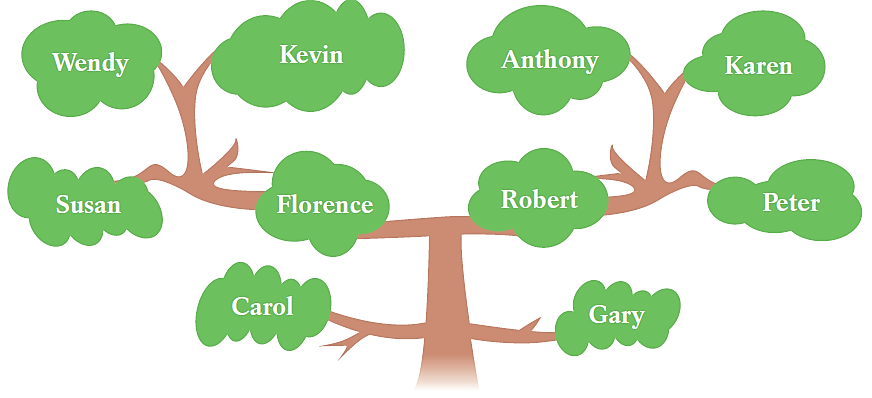 Wendy
Kevin
Anthony
Karen
Susan
Florence
Robert
Peter
Carol
Gary